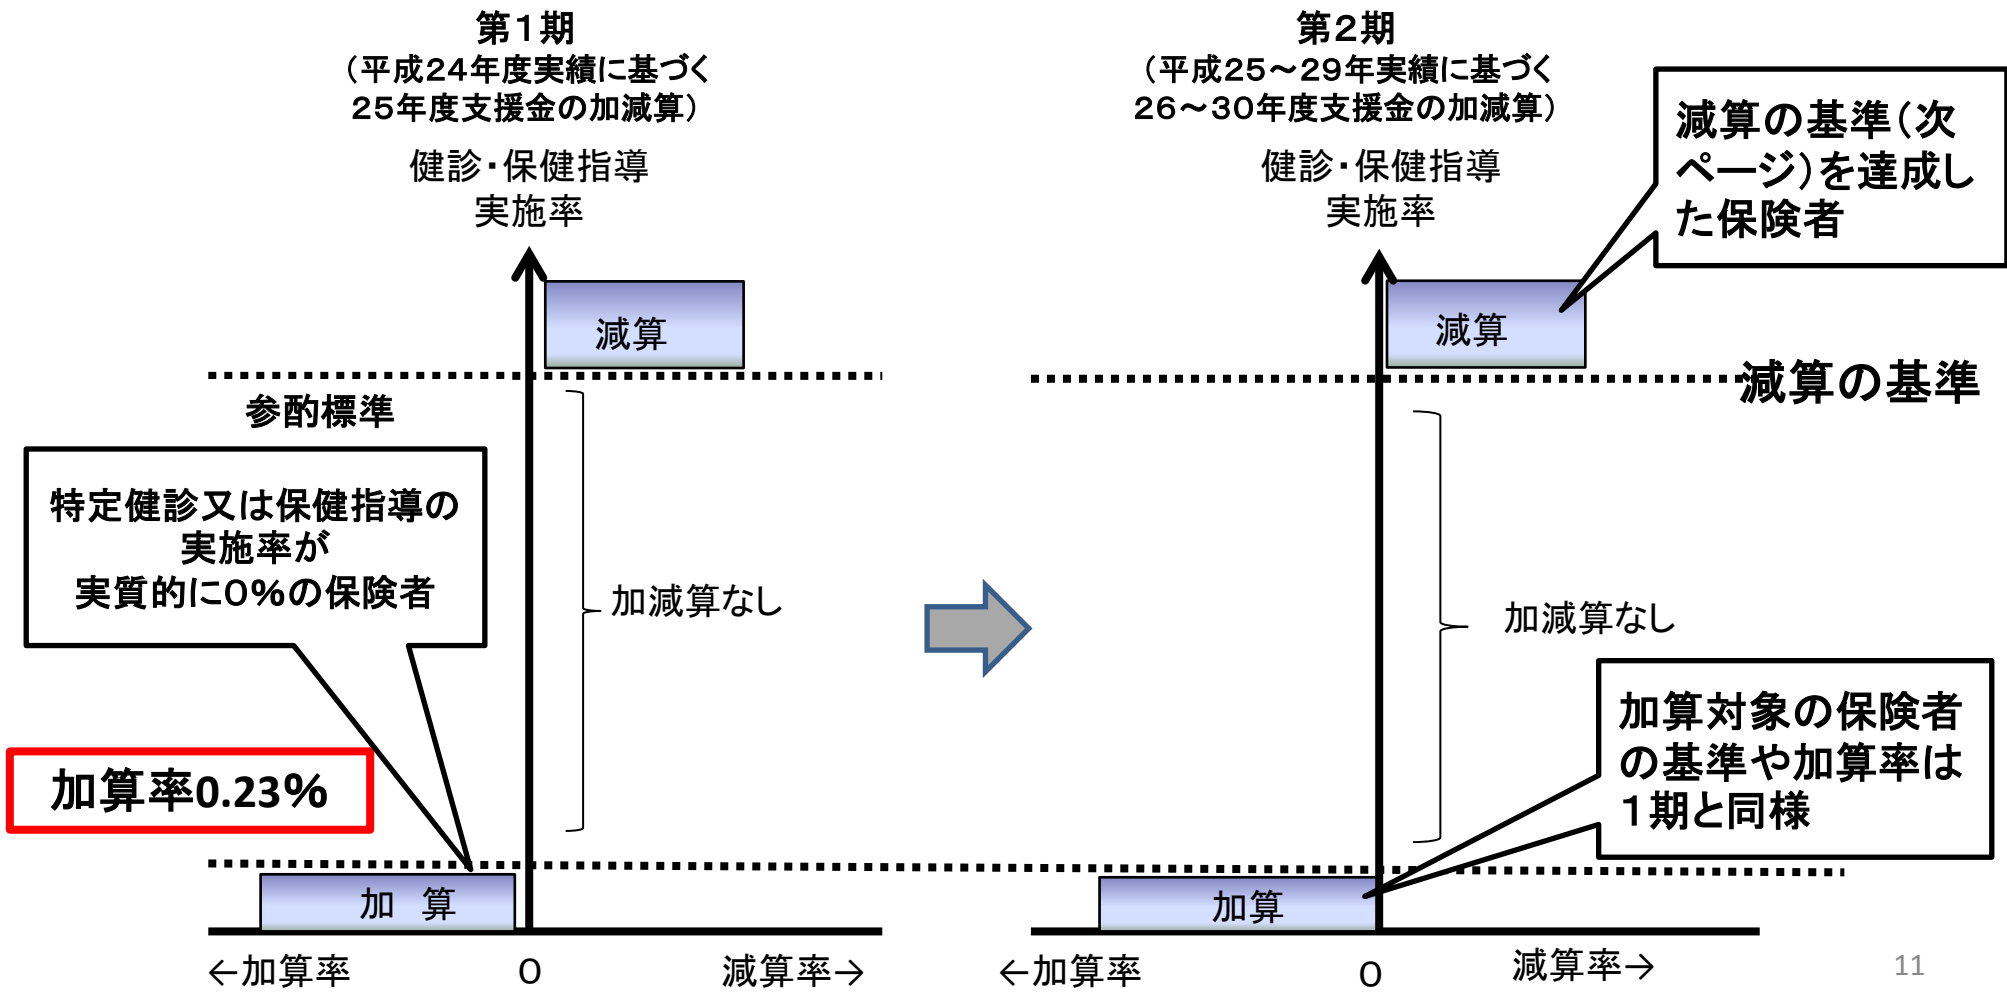 第１期
（平成２４年度実績に基づく
２５年度支援金の加減算）
健診・保健指導
実施率
減算
参酌標準
特定健診又は保健指導の
実施率が
実質的に０％の保険者
加減算なし
加算率0.23％
加　算
←加算率
０
減算率→
第２期
（平成２５～２９年実績に基づく
２６～３０年度支援金の加減算）
健診・保健指導
実施率
減算の基準（次
ページ）を達成し
た保険者
減算
減算の基準
加減算なし
加算対象の保険者
の基準や加算率は
１期と同様
加算
←加算率
０
減算率→
11